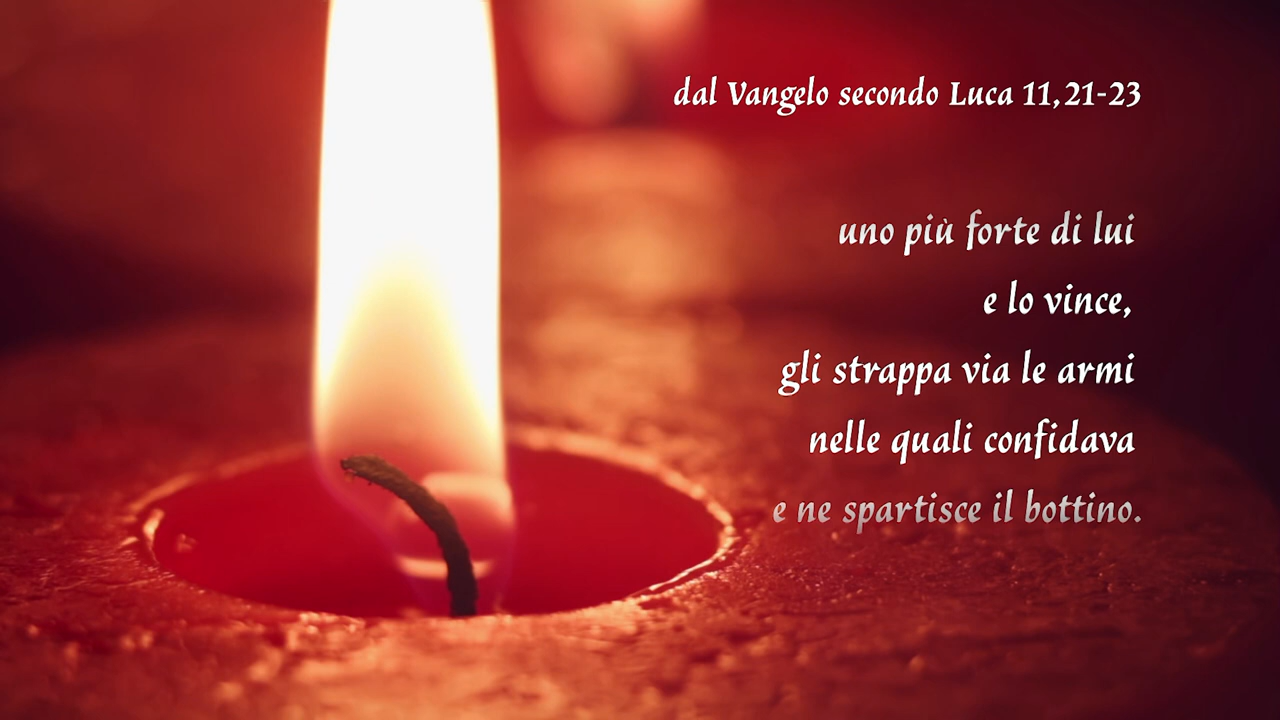 dal Vangelo secondo Luca 11,21-23
uno più forte di lui
e lo vince,
gli strappa via le armi
nelle quali confidava
e ne spartisce il bottino.